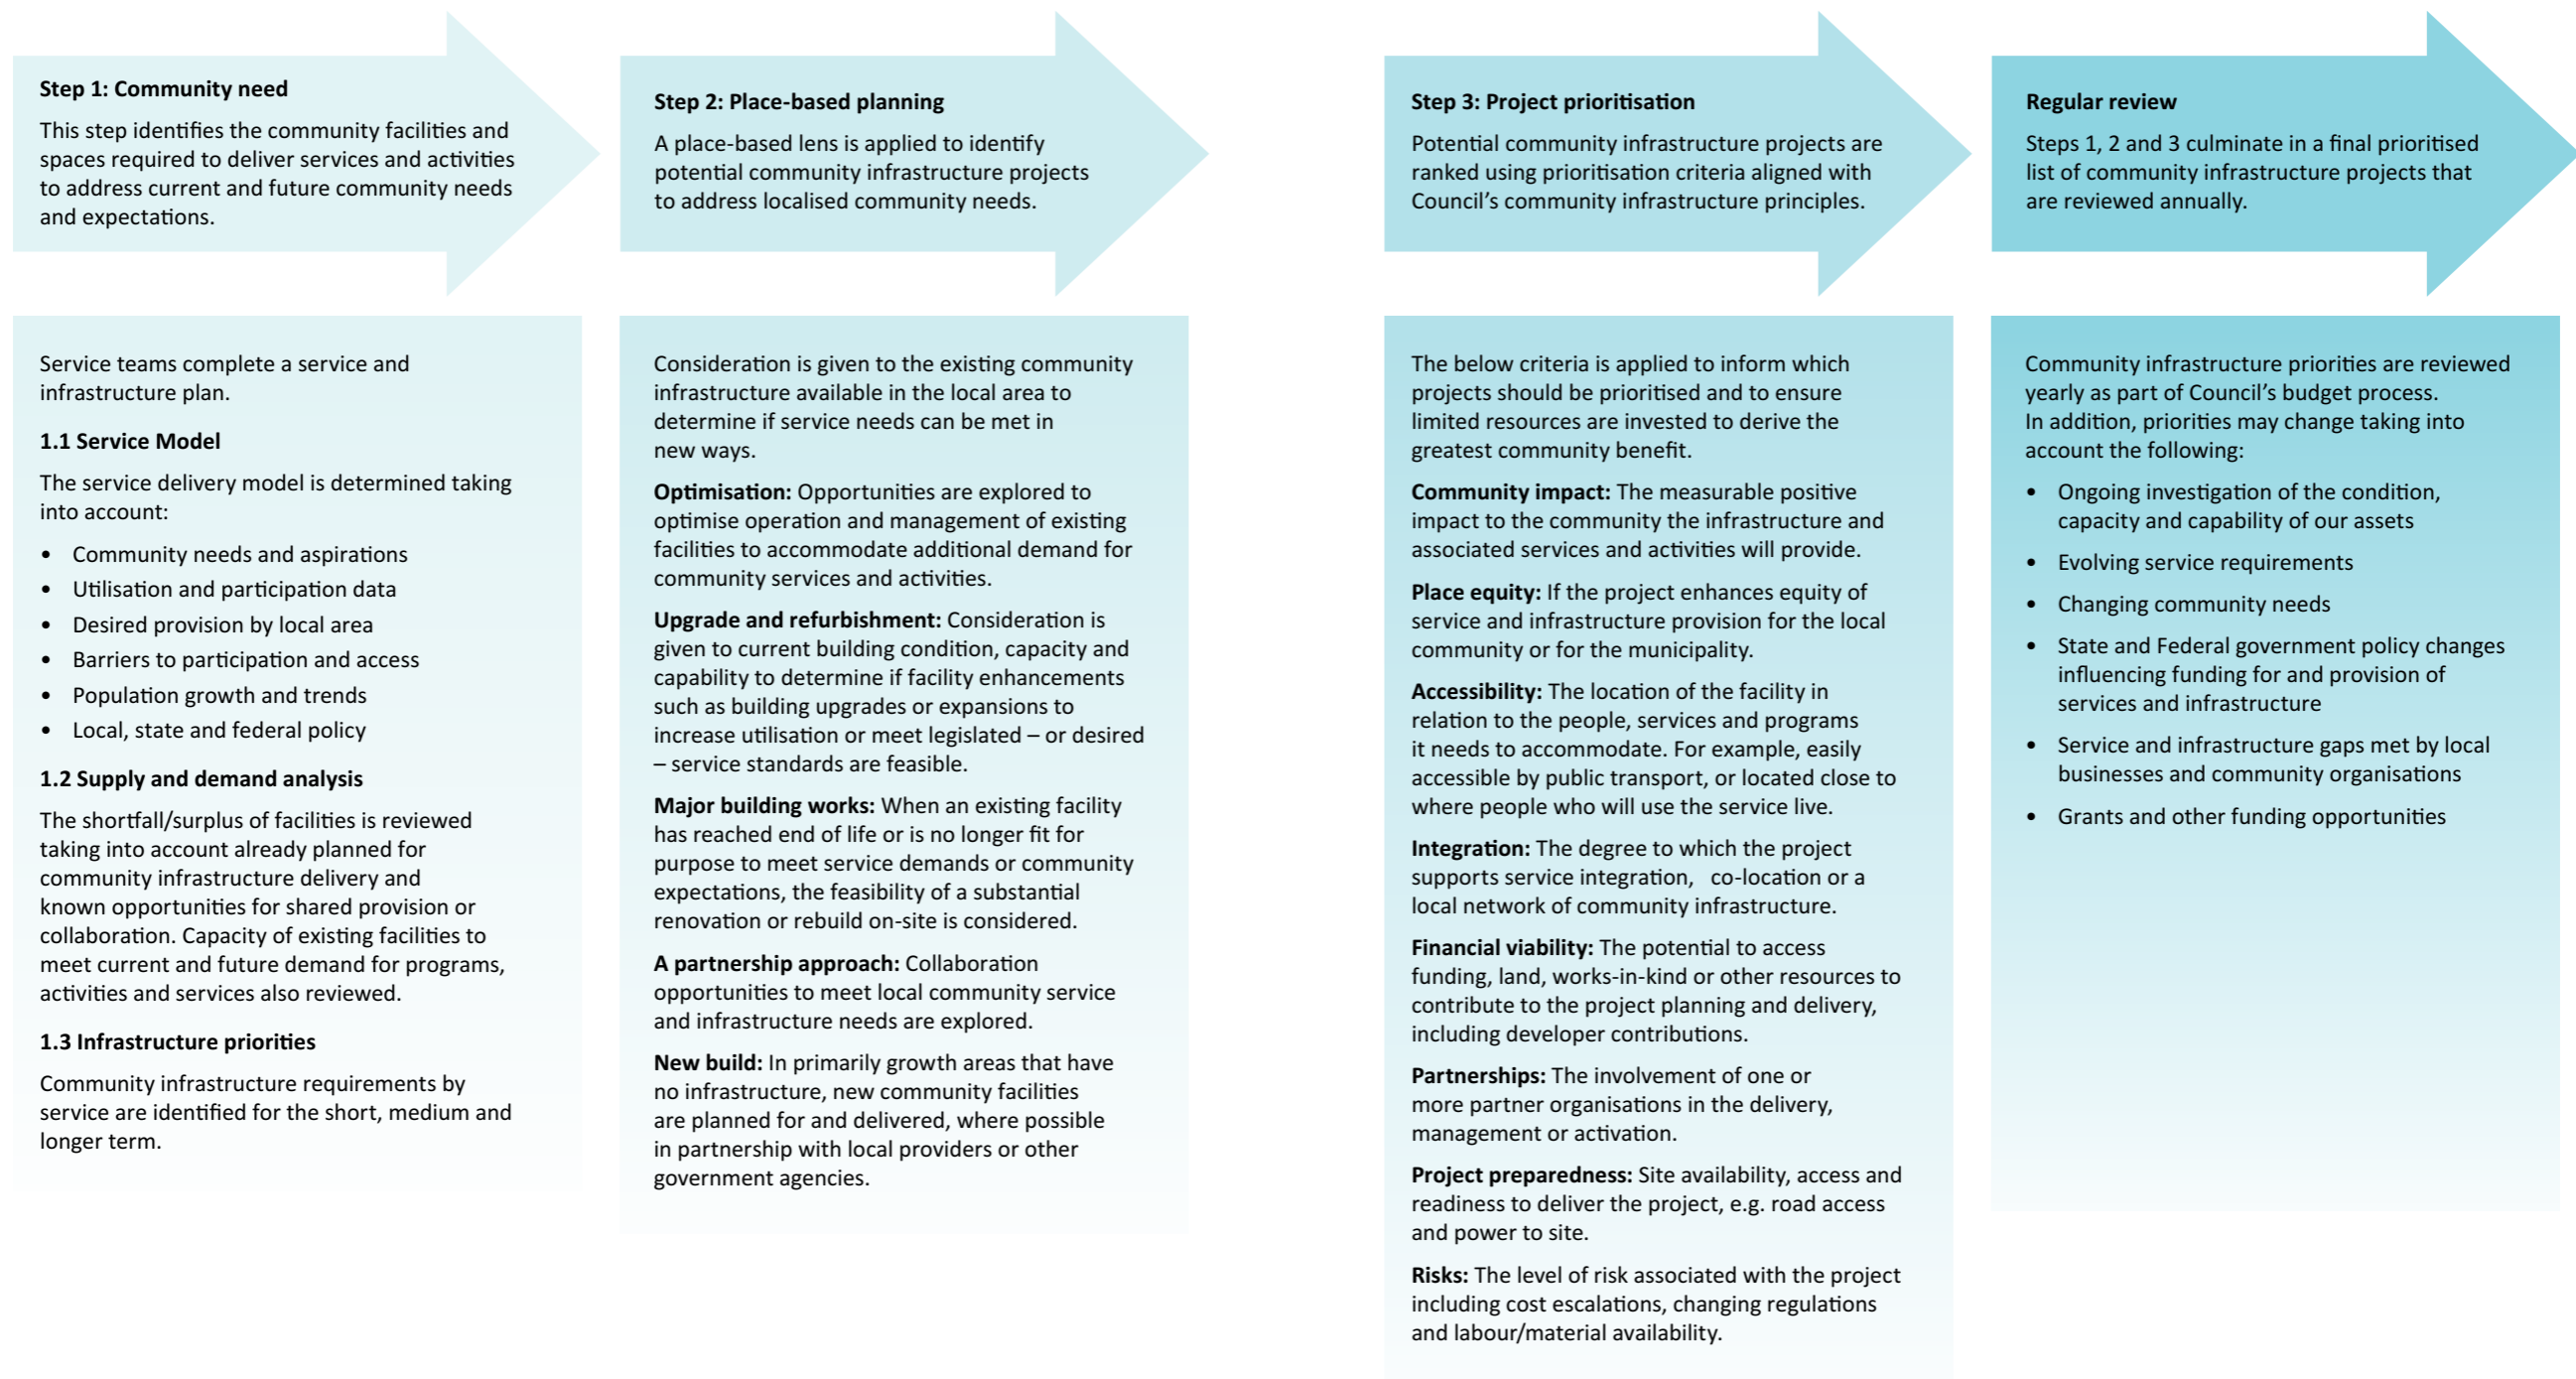 Step 1: Community need
This step identifies the community facilities and
spaces required to deliver services and activities
to address current and future community needs
and expectations.
Service teams complete a service and
infrastructure plan.
1.1 Service Model
The service delivery model is determined taking
into account:
• Community needs and aspirations
• Utilisation and participation data
• Desired provision by local area
• Barriers to participation and access
• Population growth and trends
• Local, state and federal policy
1.2 Supply and demand analysis
The shortfall/surplus of facilities is reviewed
taking into account already planned for
community infrastructure delivery and
known opportunities for shared provision or
collaboration. Capacity of existing facilities to
meet current and future demand for programs,
activities and services also reviewed.
1.3 Infrastructure priorities
Community infrastructure requirements by
service are identified for the short, medium and
longer term.
Step 2: Place-based planning
A place-based lens is applied to identify
potential community infrastructure projects
to address localised community needs.
Consideration is given to the existing community
infrastructure available in the local area to
determine if service needs can be met in
new ways.
Optimisation: Opportunities are explored to
optimise operation and management of existing
facilities to accommodate additional demand for
community services and activities.
Upgrade and refurbishment: Consideration is
given to current building condition, capacity and
capability to determine if facility enhancements
such as building upgrades or expansions to
increase utilisation or meet legislated – or desired
– service standards are feasible.
Major building works: When an existing facility
has reached end of life or is no longer fit for
purpose to meet service demands or community
expectations, the feasibility of a substantial
renovation or rebuild on-site is considered.
A partnership approach: Collaboration
opportunities to meet local community service
and infrastructure needs are explored.
New build: In primarily growth areas that have
no infrastructure, new community facilities
are planned for and delivered, where possible
in partnership with local providers or other
government agencies.
Step 3: Project prioritisation
Potential community infrastructure projects are
ranked using prioritisation criteria aligned with
Council's community infrastructure principles.
The below criteria is applied to inform which
projects should be prioritised and to ensure
limited resources are invested to derive the
greatest community benefit.
Community impact: The measurable positive
impact to the community the infrastructure and
associated services and activities will provide.
Place equity: If the project enhances equity of
service and infrastructure provision for the local
community or for the municipality.
Accessibility: The location of the facility in
relation to the people, services and programs
it needs to accommodate. For example, easily
accessible by public transport, or located close to
where people who will use the service live.
Integration: The degree to which the project
supports service integration, co-location or a
local network of community infrastructure.
Financial viability: The potential to access
funding, land, works-in-kind or other resources to
contribute to the project planning and delivery,
including developer contributions.
Partnerships: The involvement of one or
more partner organisations in the delivery,
management or activation.
Project preparedness: Site availability, access and
readiness to deliver the project, e.g. road access
and power to site.
Risks: The level of risk associated with the project
including cost escalations, changing regulations
and labour/material availability.
Regular review
Steps 1, 2 and 3 culminate in a final prioritised
list of community infrastructure projects that
are reviewed annually.
Community infrastructure priorities are reviewed
yearly as part of Council's budget process.
In addition, priorities may change taking into
account the following:
• Ongoing investigation of the condition,
capacity and capability of our assets
• Evolving service requirements
• Changing community needs
• State and Federal government policy changes
influencing funding for and provision of
services and infrastructure
• Service and infrastructure gaps met by local
businesses and community organisations
• Grants and other funding opportunities